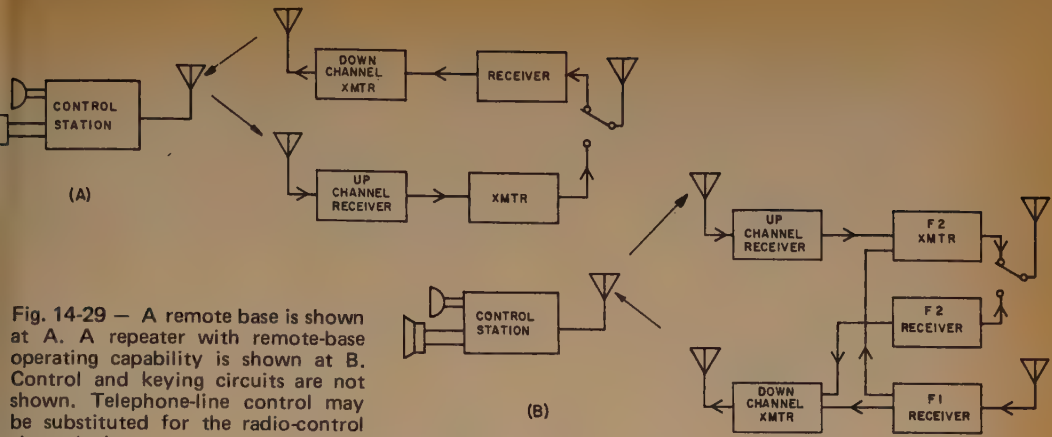 CONTROL
STATION
(A)
DOWN
CHANNEL
XMTR
RECEIVER
UP
CHANNEL
RECEIVER
XMTR
CONTROL
STATION
(B)
UP
CHANNEL
RECEIVER
F2
XMTR
F2
RECEIVER
DOWN
CHANNEL
XMTR
F1
RECEIVER
Fig. 14-29 — A remote base is shown
at A. A repeater with remote-base
operating capability is shown at B.
Control and keying circuits are not
shown. Telephone-line control may
be substituted for the radio-control